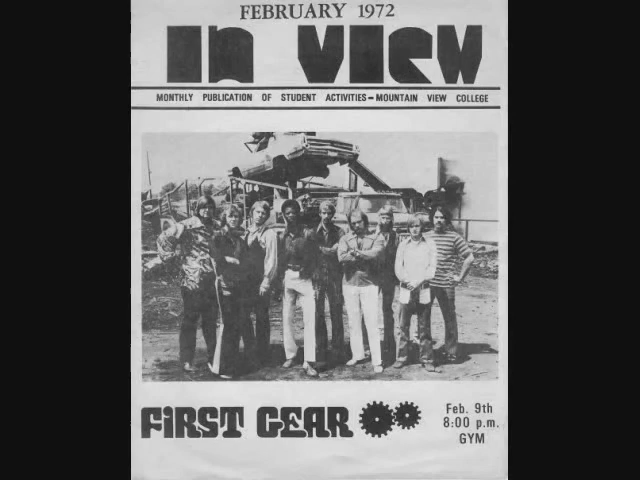 FEBRUARY 1972
IN VIEW
MONTHLY PUBLICATION OF STUDENT ACTIVITIES – MOUNTAIN VIEW COLLEGE
FiRST GEAR
Feb. 9th
8:00 p.m.
GYM